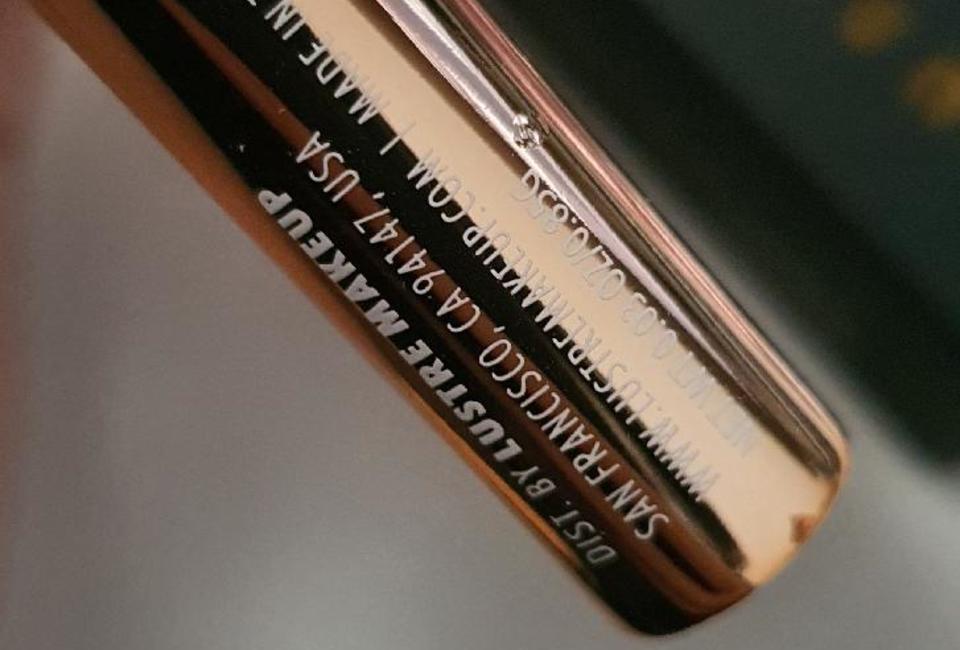 DIST. BY LUSTRE MAKEUP
SAN FRANCISCO, CA 94147, USA
WWW.LUSTREMAKEUP.COM | MADE IN
NET WT 0.03 OZ/0.85G